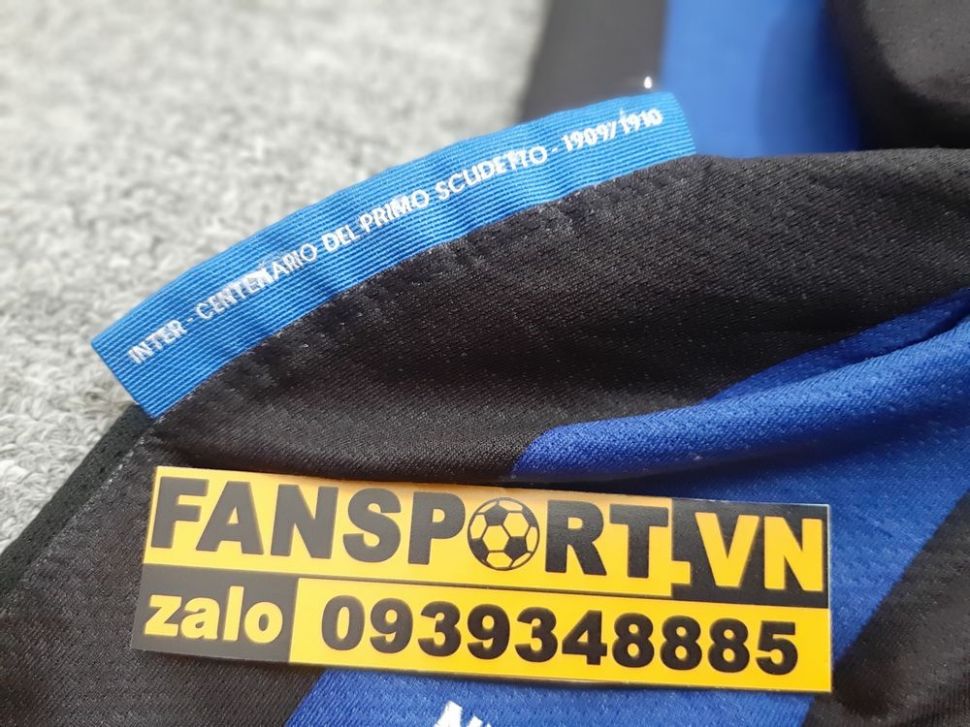 INTER - CENTENARIO DEL PRIMO SCUDETTO - 1909/1910
FANSPORT.VN
zalo 0939348885